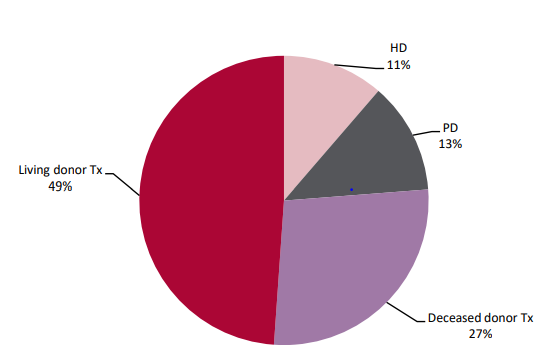 HD
11%
PD
13%
Living donor Tx
49%
Deceased donor Tx
27%